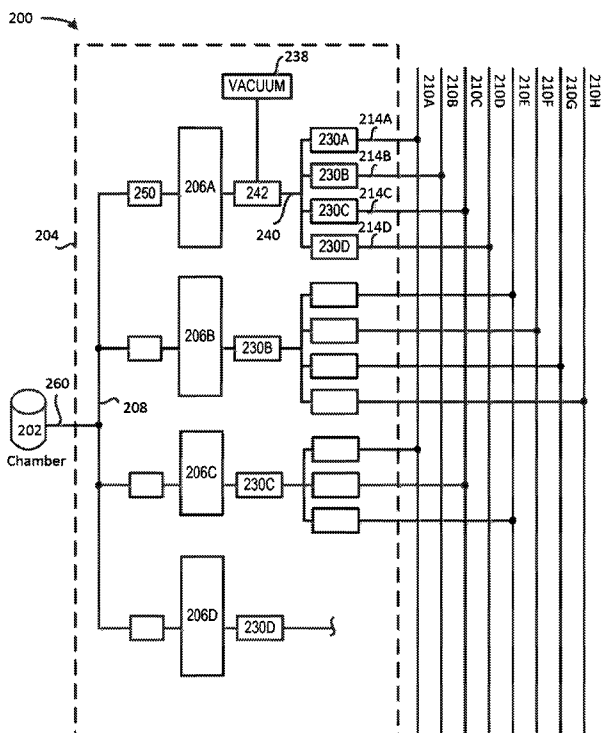 200
238
VACUUM
210A
210B
210C
210D
210E
210F
210G
210H
250
206A
242
240
230A
214A
230B
214B
230C
214C
230D
214D
204
206B
230B
260
208
202
Chamber
206C
230C
206D
230D